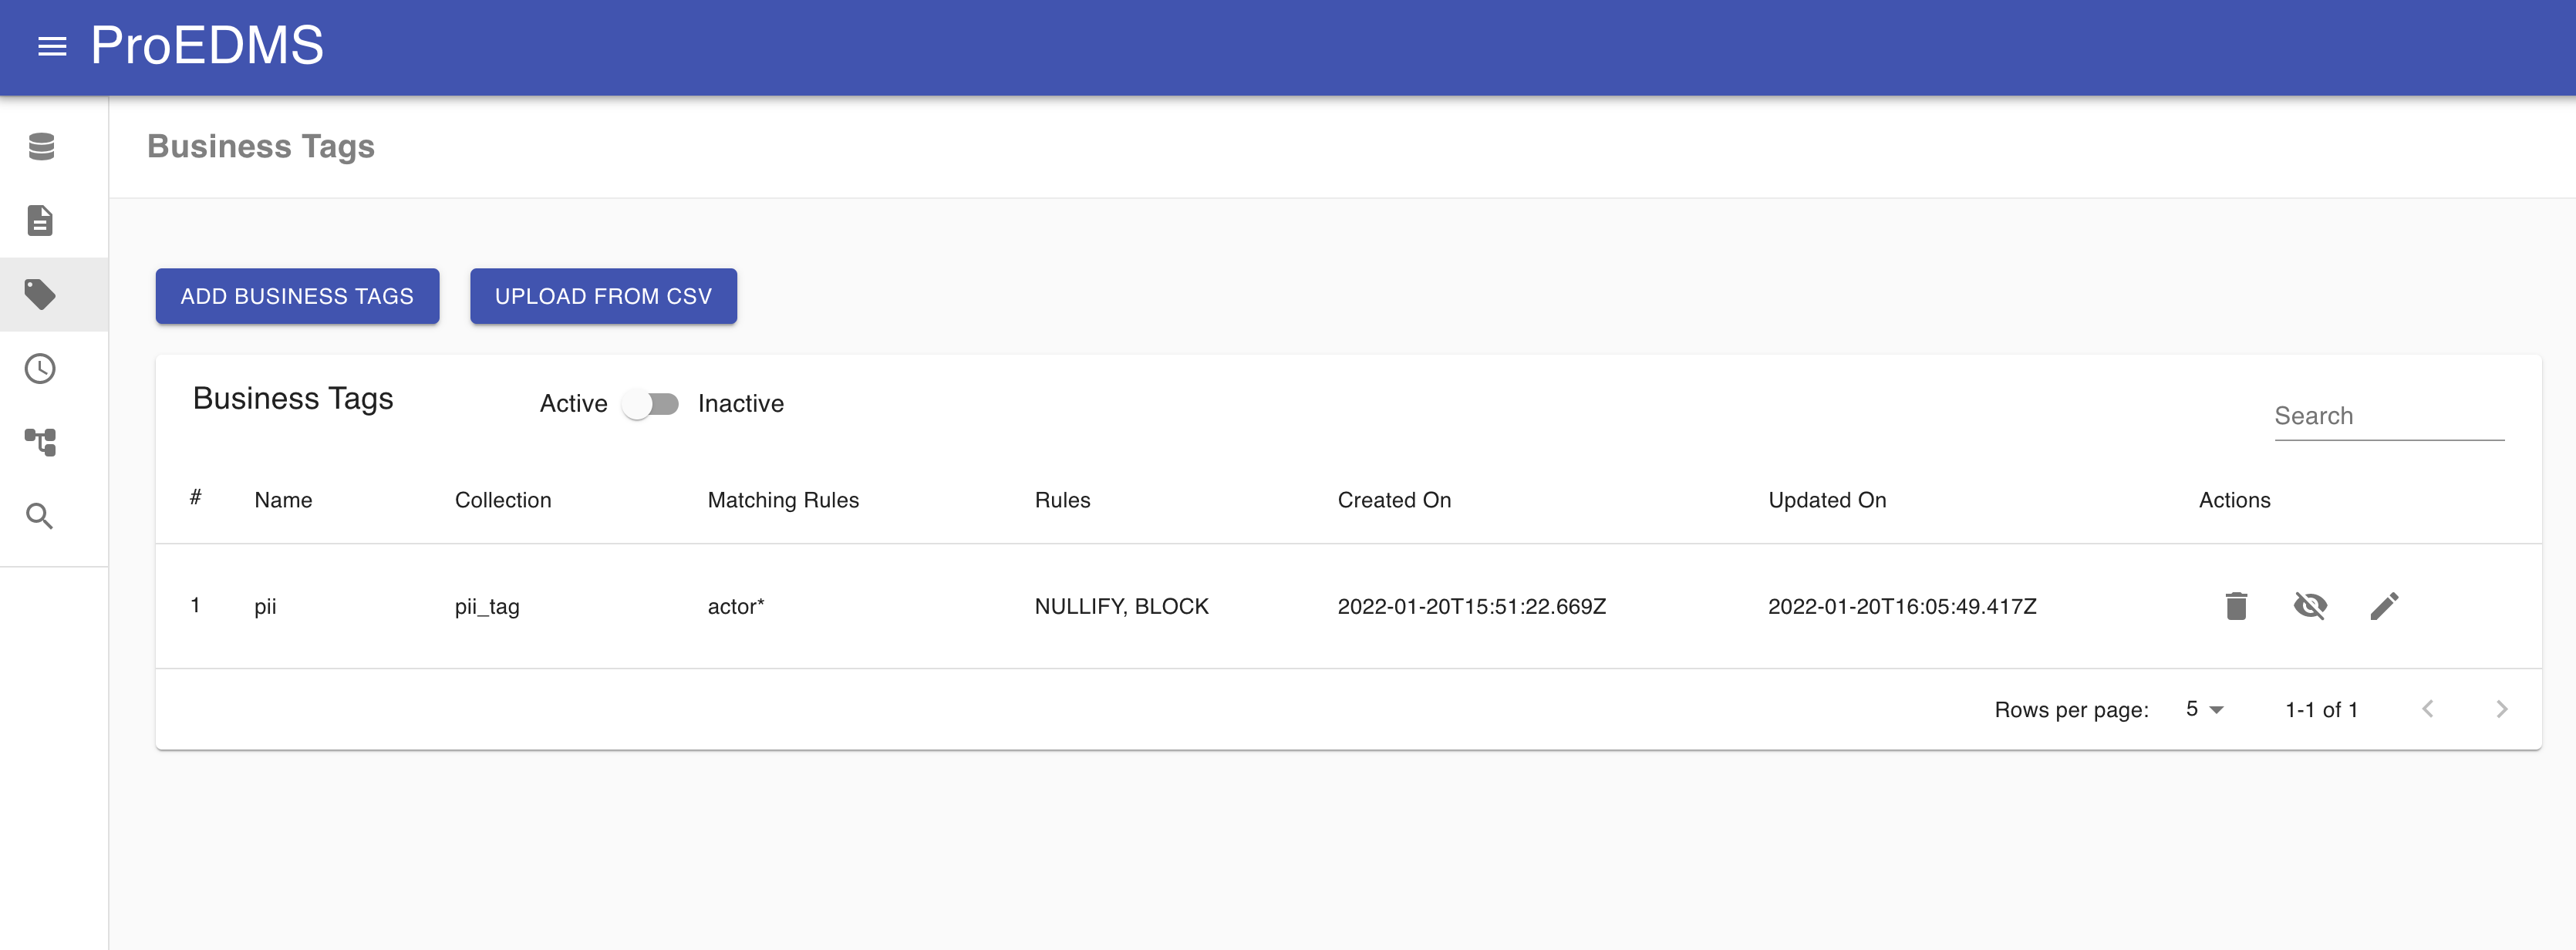 ProEDMS
Business Tags
ADD BUSINESS TAGS UPLOAD FROM CSV
Business Tags Active Inactive
Search
# Name Collection Matching Rules Rules Created On Updated On Actions
1 pii pii_tag actor* NULLIFY, BLOCK 2022-01-20T15:51:22.669Z 2022-01-20T16:05:49.417Z
Rows per page: 5 1-1 of 1